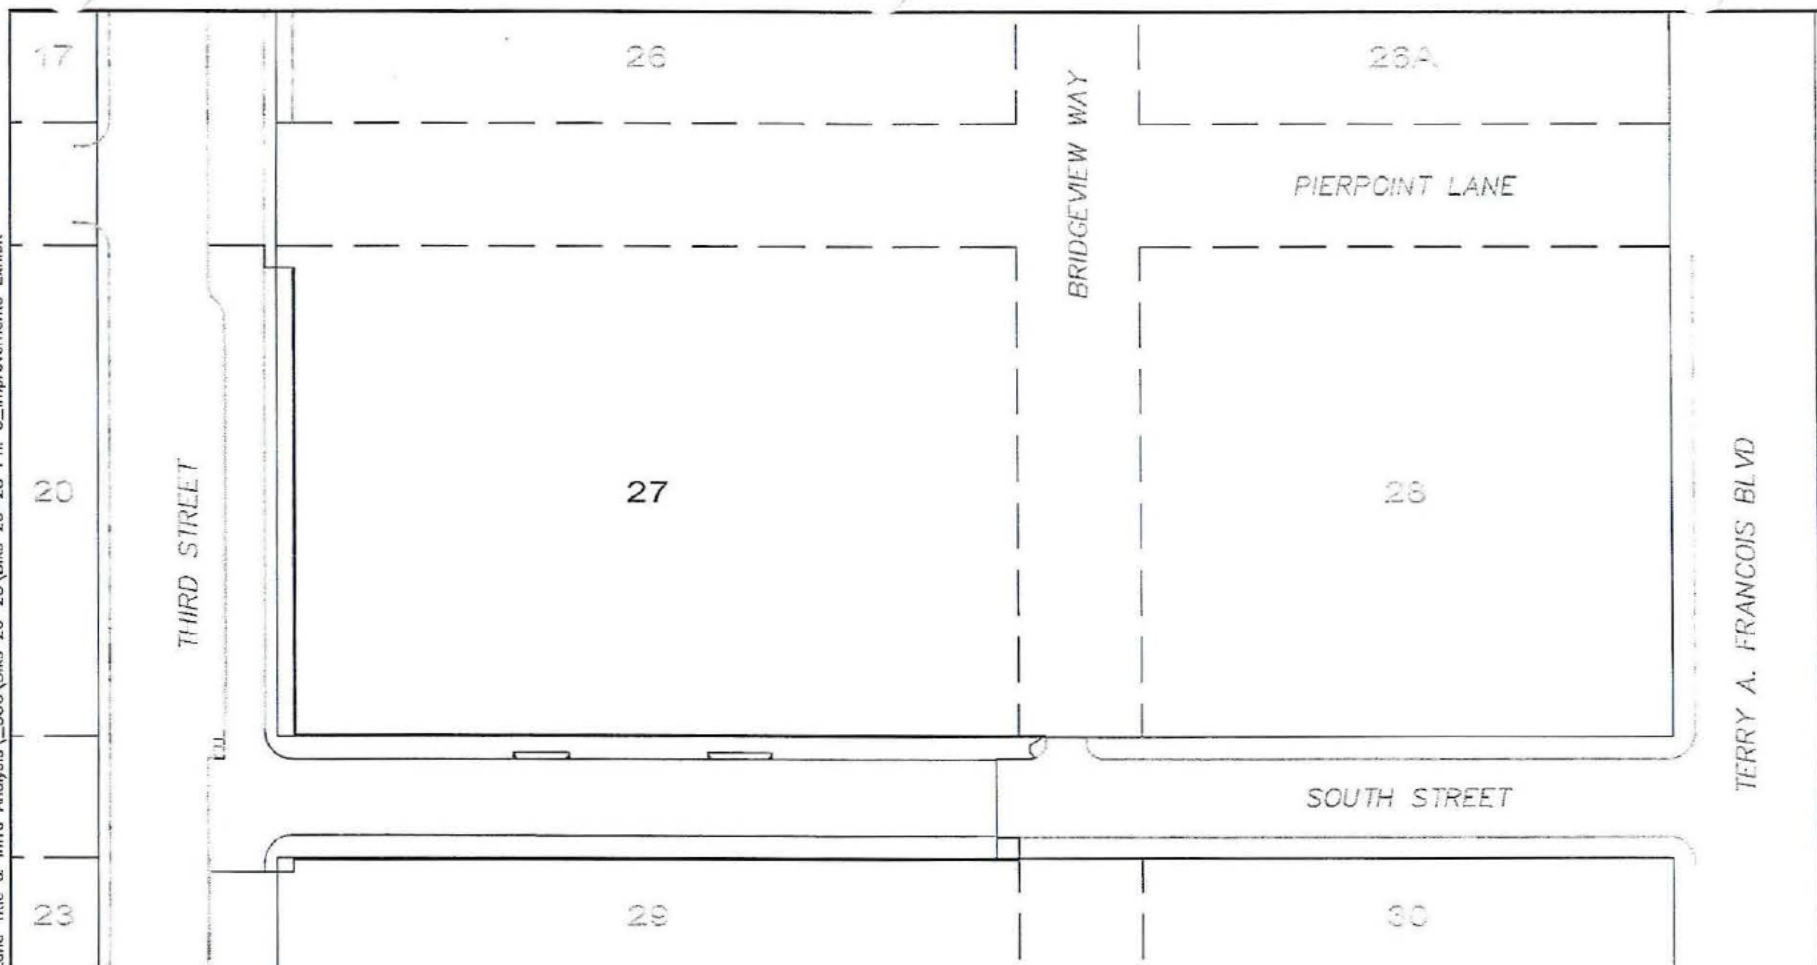 17
26
26A
BRIDGEVIEW WAY
PIERPOINT LANE
20
THIRD STREET
27
28
TERRY A. FRANCOIS BLVD
SOUTH STREET
23
29
30